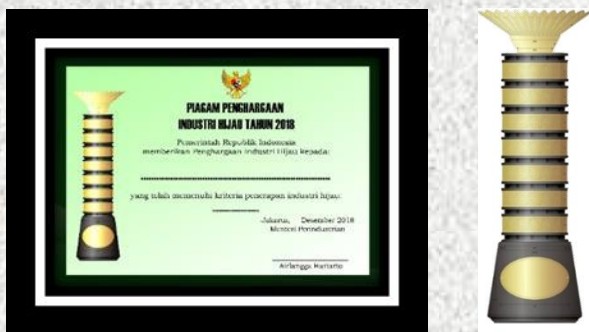 PIAGAM PENGHARGAAN
INDUSTRI HIJAU TAHUN 2018
Pemerintah Republik Indonesia
memberikan Penghargaan Industri Hijau kepada:
yang telah memenuhi kriteria penerapan industri hijau:
Jakarta, Desember 2018
Menteri Perindustrian
Airlangga Hartarto